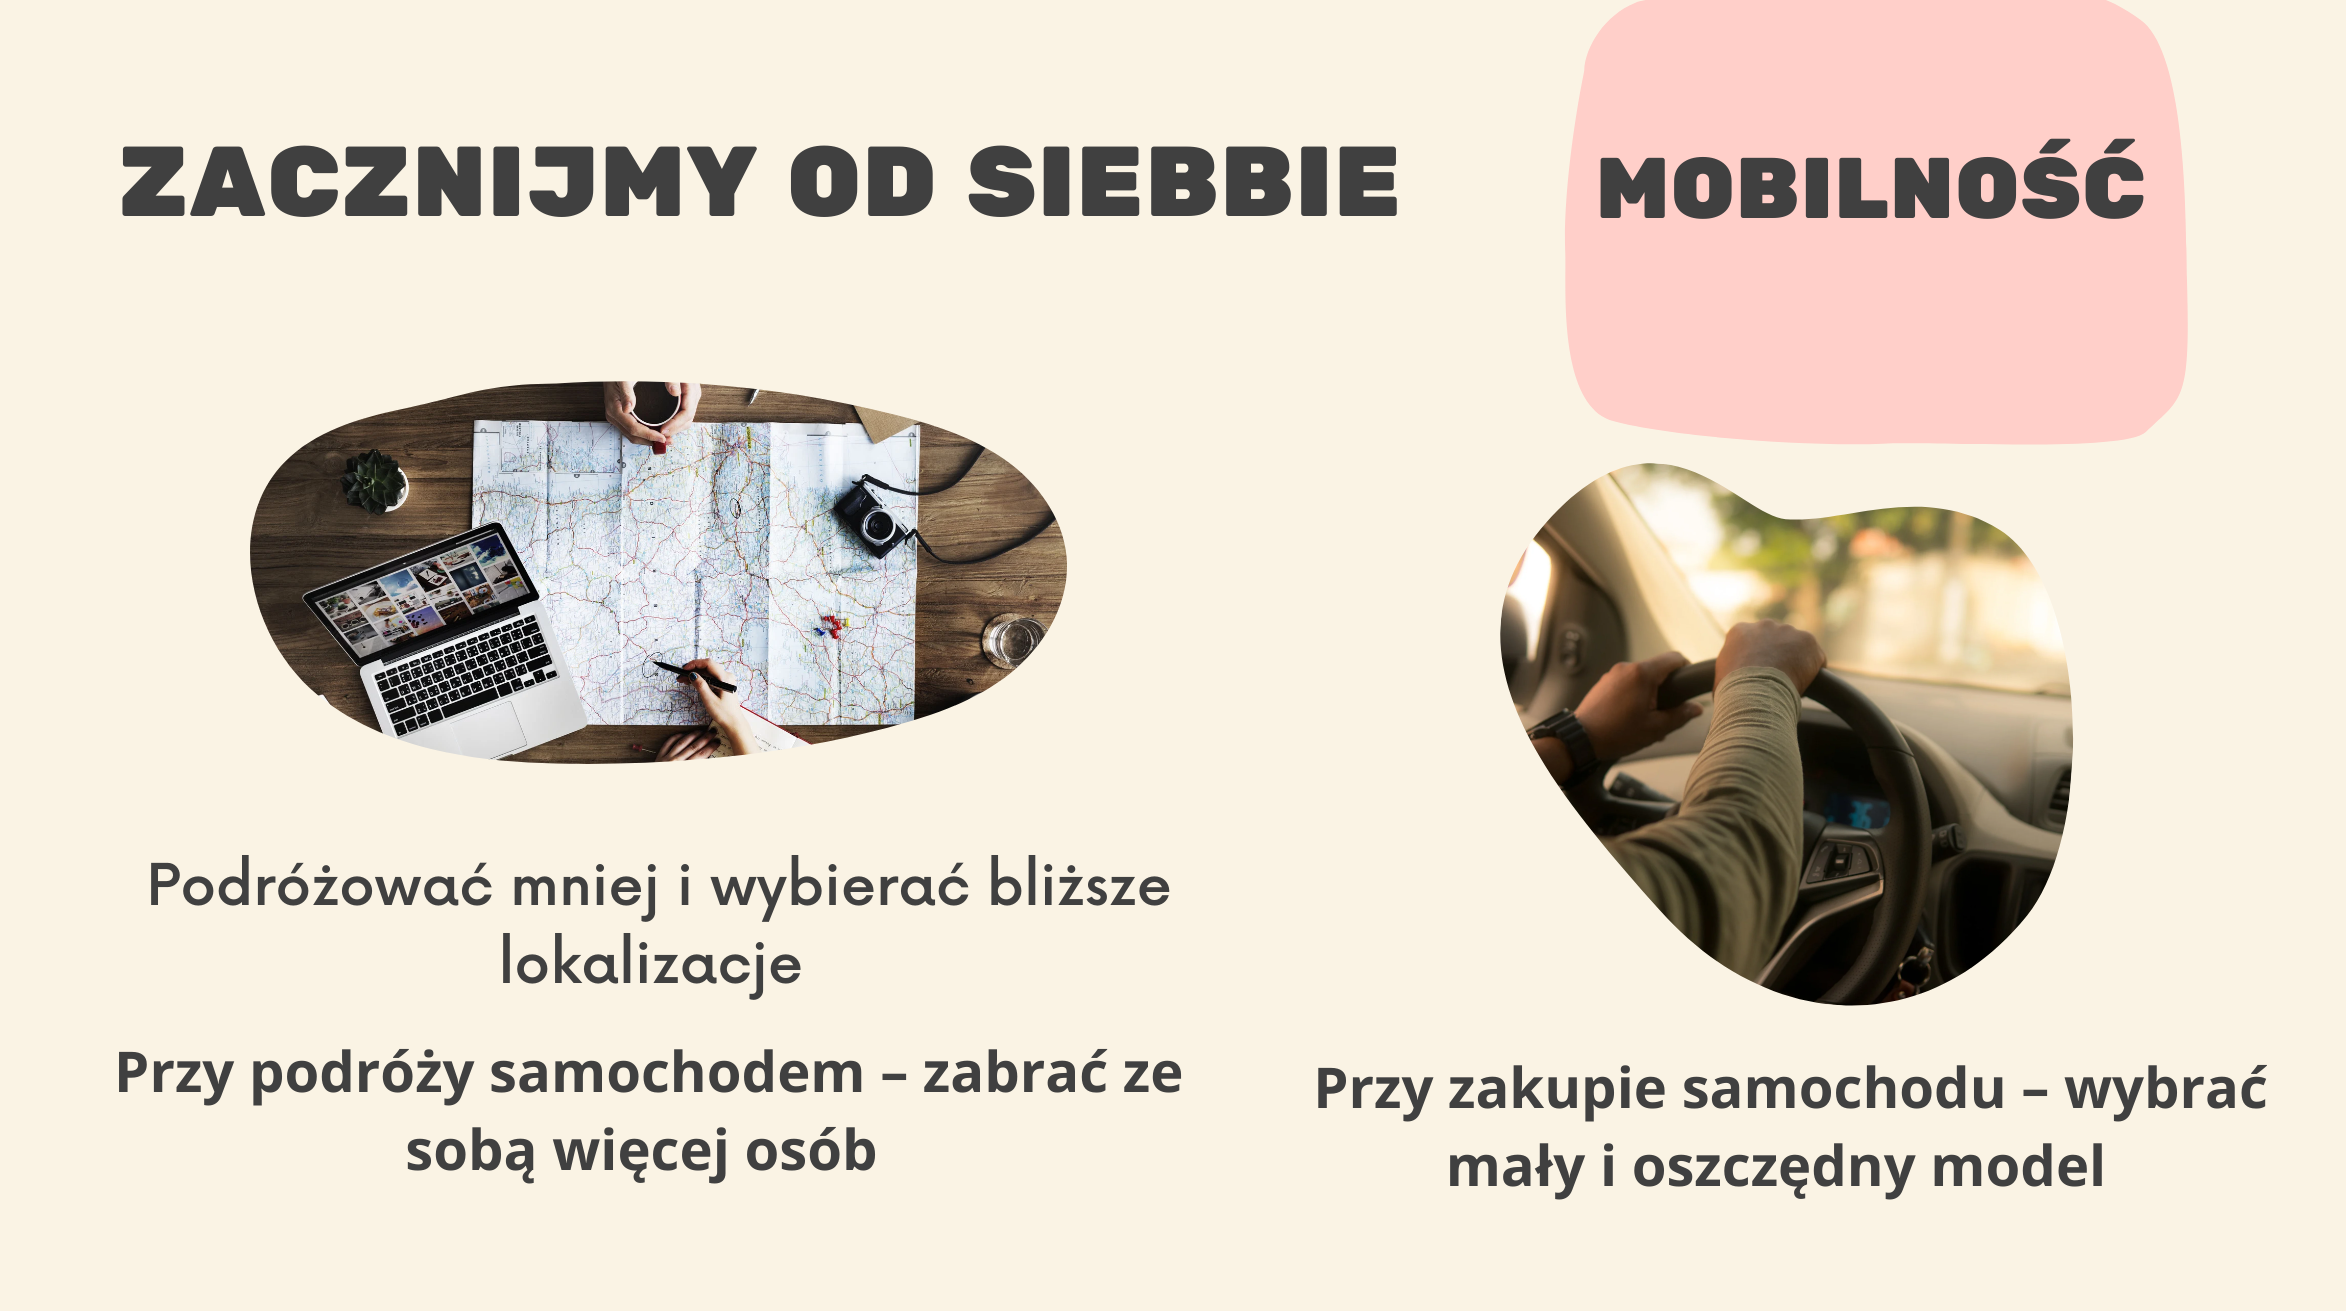 ZACZNIJMY OD SIEBBIE
MOBILNOŚĆ
Podróżować mniej i wybierać bliższe
lokalizacje
Przy podróży samochodem – zabrać ze
sobą więcej osób
Przy zakupie samochodu – wybrać
mały i oszczędny model